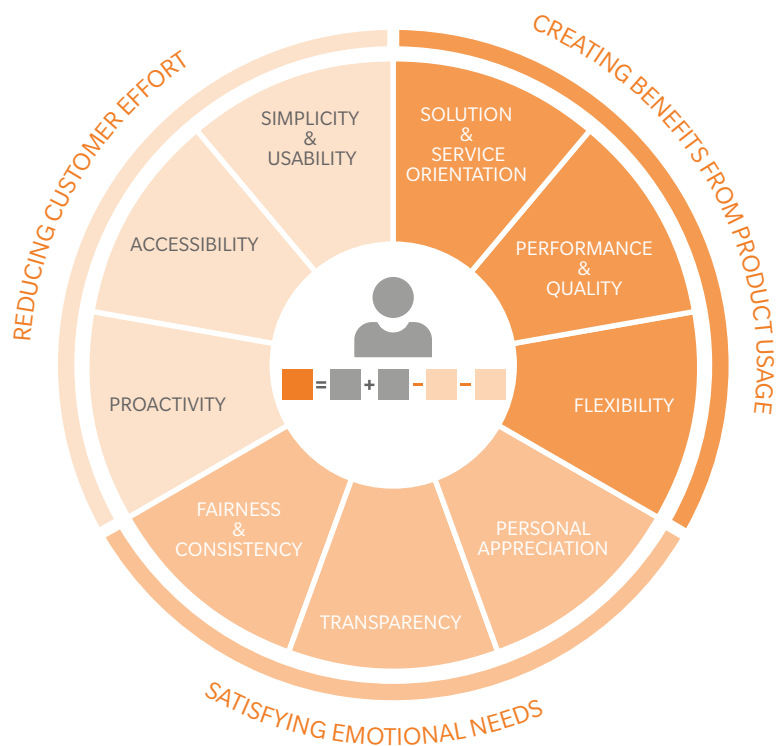 CREATING BENEFITS FROM PRODUCT USAGE
SOLUTION
&
SERVICE
ORIENTATION
PERFORMANCE
&
QUALITY
FLEXIBILITY
SATISFYING EMOTIONAL NEEDS
PERSONAL
APPRECIATION
TRANSPARENCY
FAIRNESS
&
CONSISTENCY
REDUCING CUSTOMER EFFORT
PROACTIVITY
ACCESSIBILITY
SIMPLICITY
&
USABILITY
= + - -